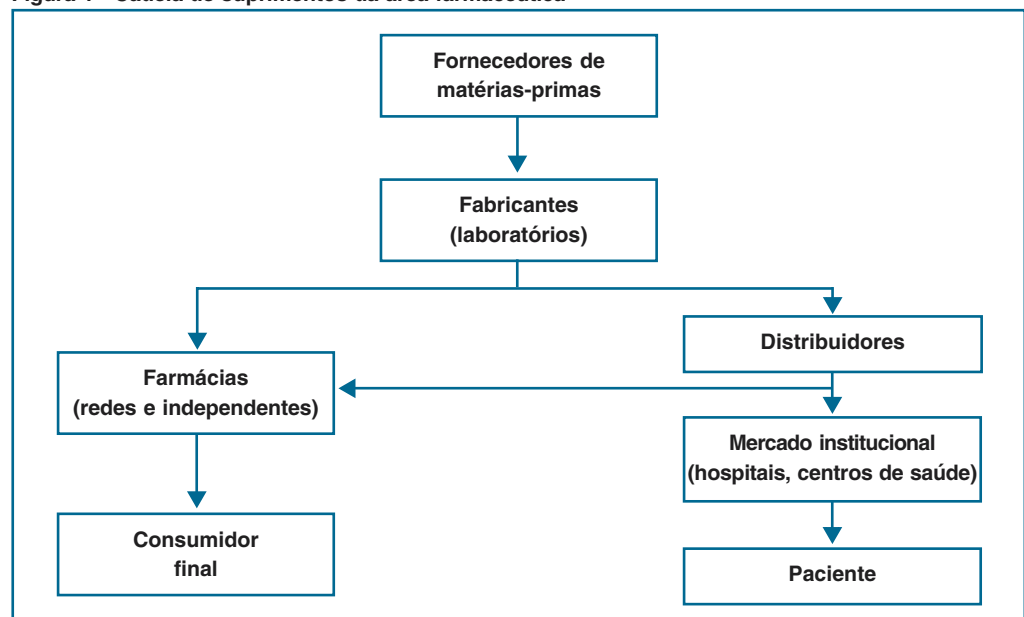 Fornecedores de
matérias-primas
Fabricantes
(laboratórios)
Distribuidores
Farmácias
(redes e independentes)
Mercado institucional
(hospitais, centros de saúde)
Consumidor
final
Paciente